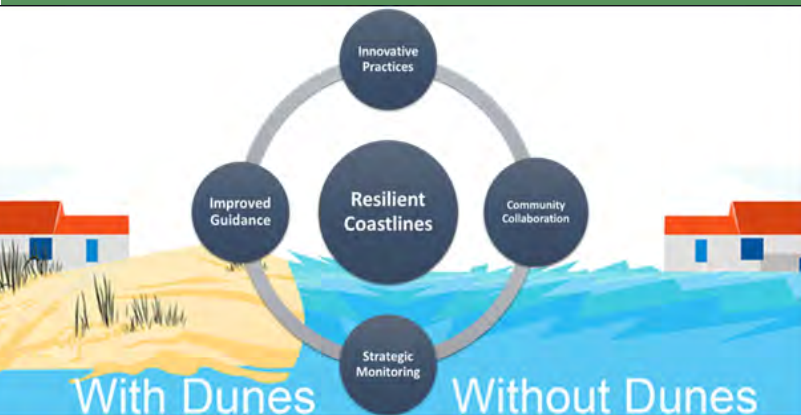 Innovative
Practices
Improved
Guidance
Resilient
Coastlines
Community
Collaboration
Strategic
Monitoring
With Dunes
Without Dunes